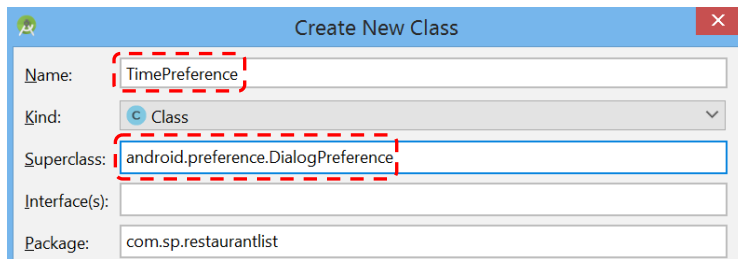 Create New Class
Name: TimePreference
Kind: C Class
Superclass: android.preference.DialogPreference
Interface(s):
Package: com.sp.restaurantlist